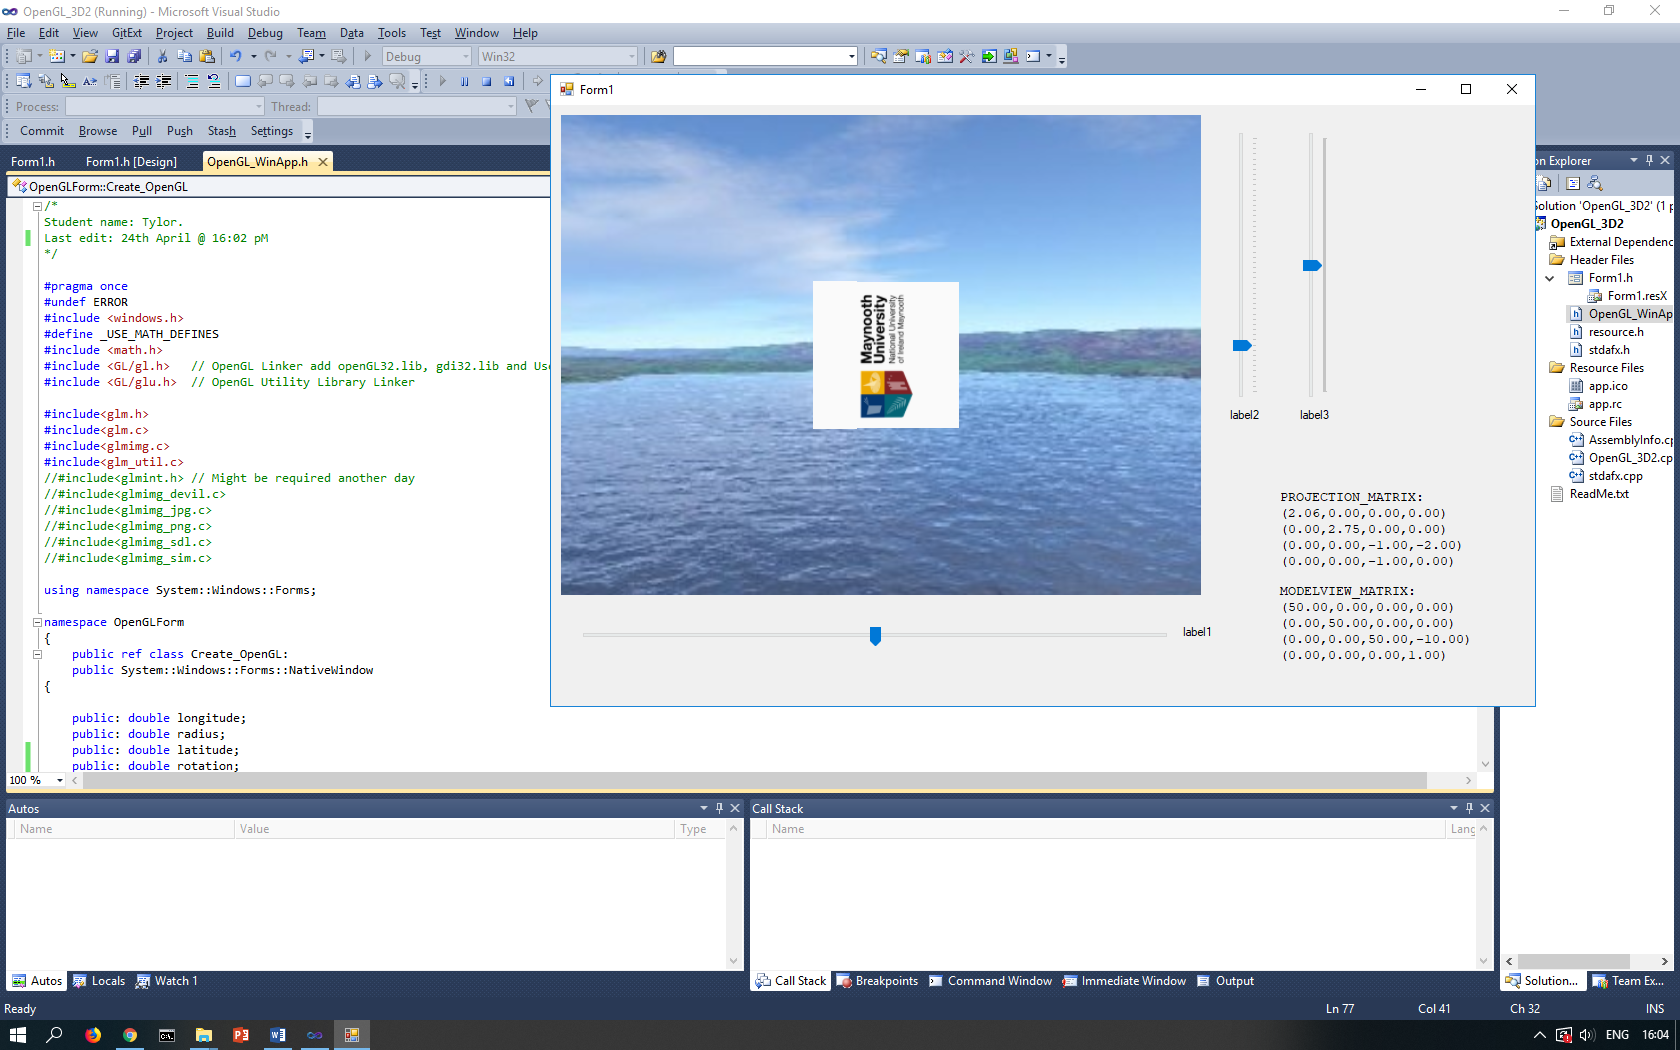 OpenGL_3D2 (Running) - Microsoft Visual Studio
File Edit View GitExt Project Build Debug Team Data Tools Test Window Help
Debug Win32
Process: Thread:
Commit Browse Pull Push Stash Settings
Form1.h Form1.h [Design] OpenGL_WinApp.h
OpenGLForm::Create_OpenGL
/*
Student name: Tylor.
Last edit: 24th April @ 16:02 pM
*/
#pragma once
#undef ERROR
#include <windows.h>
#define _USE_MATH_DEFINES
#include <math.h>
#include <GL/gl.h> // OpenGL Linker add openGL32.lib, gdi32.lib and Use
#include <GL/glu.h> // OpenGL Utility Library Linker
#include<glm.h>
#include<glm.c>
#include<glmimg.c>
#include<glm_util.c>
//#include<glmint.h> // Might be required another day
//#include<glmimg_devil.c>
//#include<glmimg_jpg.c>
//#include<glmimg_png.c>
//#include<glmimg_sdl.c>
//#include<glmimg_sim.c>
using namespace System::Windows::Forms;
namespace OpenGLForm
{
public ref class Create_OpenGL:
public System::Windows::Forms::NativeWindow
{
public: double longitude;
public: double radius;
public: double latitude;
public: double rotation;
100 %
Form1
Maynooth
University
National University
of Ireland Maynooth
label2 label3
label1
PROJECTION_MATRIX:
(2.06,0.00,0.00,0.00)
(0.00,2.75,0.00,0.00)
(0.00,0.00,-1.00,-2.00)
(0.00,0.00,-1.00,0.00)
MODELVIEW_MATRIX:
(50.00,0.00,0.00,0.00)
(0.00,50.00,0.00,0.00)
(0.00,0.00,50.00,-10.00)
(0.00,0.00,0.00,1.00)
on Explorer
Solution 'OpenGL_3D2' (1 p
OpenGL_3D2
External Dependenc
Header Files
Form1.h
Form1.resX
OpenGL_WinAp
resource.h
stdafx.h
Resource Files
app.ico
app.rc
Source Files
AssemblyInfo.cp
OpenGL_3D2.cp
stdafx.cpp
ReadMe.txt
Autos
Name Value Type
Autos Locals Watch 1
Call Stack
Name Lang
Call Stack Breakpoints Command Window Immediate Window Output
Solution... Team Ex...
Ready Ln 77 Col 41 Ch 32 INS
ENG 16:04